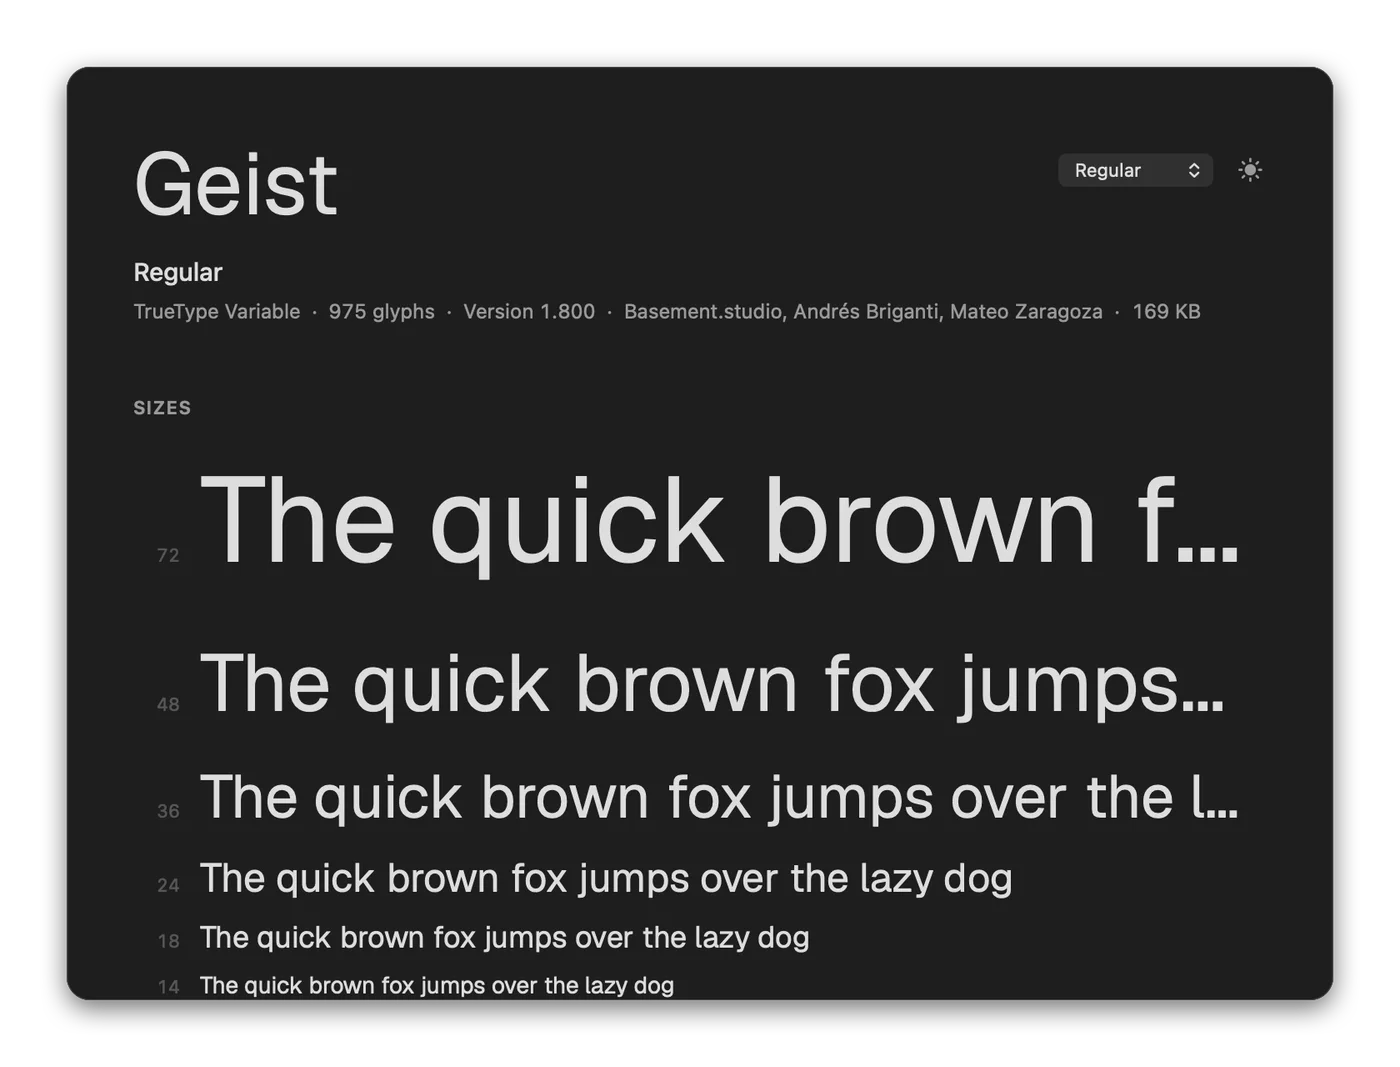 Geist
Regular
Regular
TrueType Variable · 975 glyphs · Version 1.800 · Basement.studio, Andrés Briganti, Mateo Zaragoza · 169 KB
SIZES
72 The quick brown f...
48 The quick brown fox jumps...
36 The quick brown fox jumps over the l...
24 The quick brown fox jumps over the lazy dog
18 The quick brown fox jumps over the lazy dog
14 The quick brown fox jumps over the lazy dog